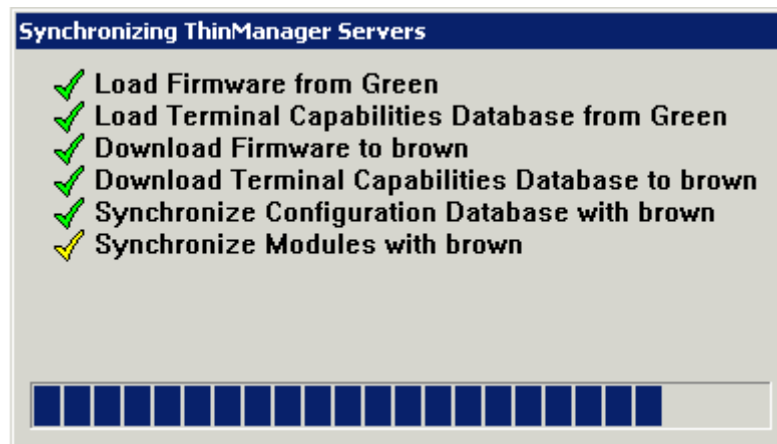 Synchronizing ThinManager Servers
Load Firmware from Green
Load Terminal Capabilities Database from Green
Download Firmware to brown
Download Terminal Capabilities Database to brown
Synchronize Configuration Database with brown
Synchronize Modules with brown